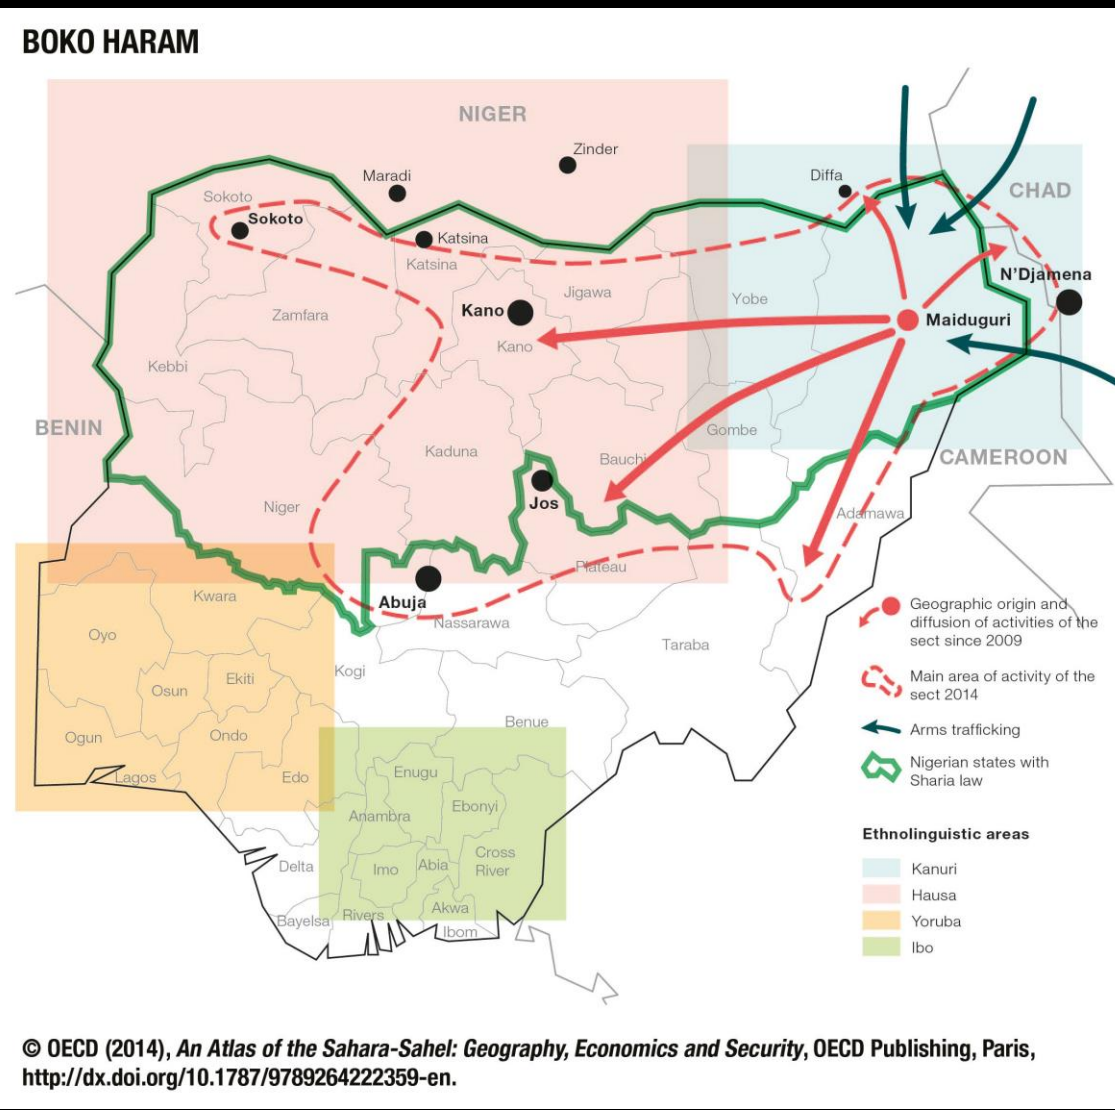 BOKO HARAM
NIGER
Zinder
Maradi
Diffa
CHAD
Sokoto
Sokoto
Katsina
Katsina
N'Djamena
Jigawa
Yobe
Kano
Maiduguri
Zamfara
Kano
Kebbi
BENIN
Gombe
Kaduna
Bauchi
CAMEROON
Niger
Jos
Adamawa
Plateau
Abuja
Kwara
Nassarawa
Oyo
Taraba
Kogi
Ekiti
Osun
Benue
Ogun
Ondo
Lagos
Edo
Enugu
Ebonyi
Anambra
Cross
River
Delta
Imo
Abia
Akwa
Ibom
Rivers
Bayelsa
Geographic origin and
diffusion of activities of the
sect since 2009
Main area of activity of the
sect 2014
Arms trafficking
Nigerian states with
Sharia law
Ethnolinguistic areas
Kanuri
Hausa
Yoruba
Ibo
© OECD (2014), An Atlas of the Sahara-Sahel: Geography, Economics and Security, OECD Publishing, Paris,
http://dx.doi.org/10.1787/9789264222359-en.